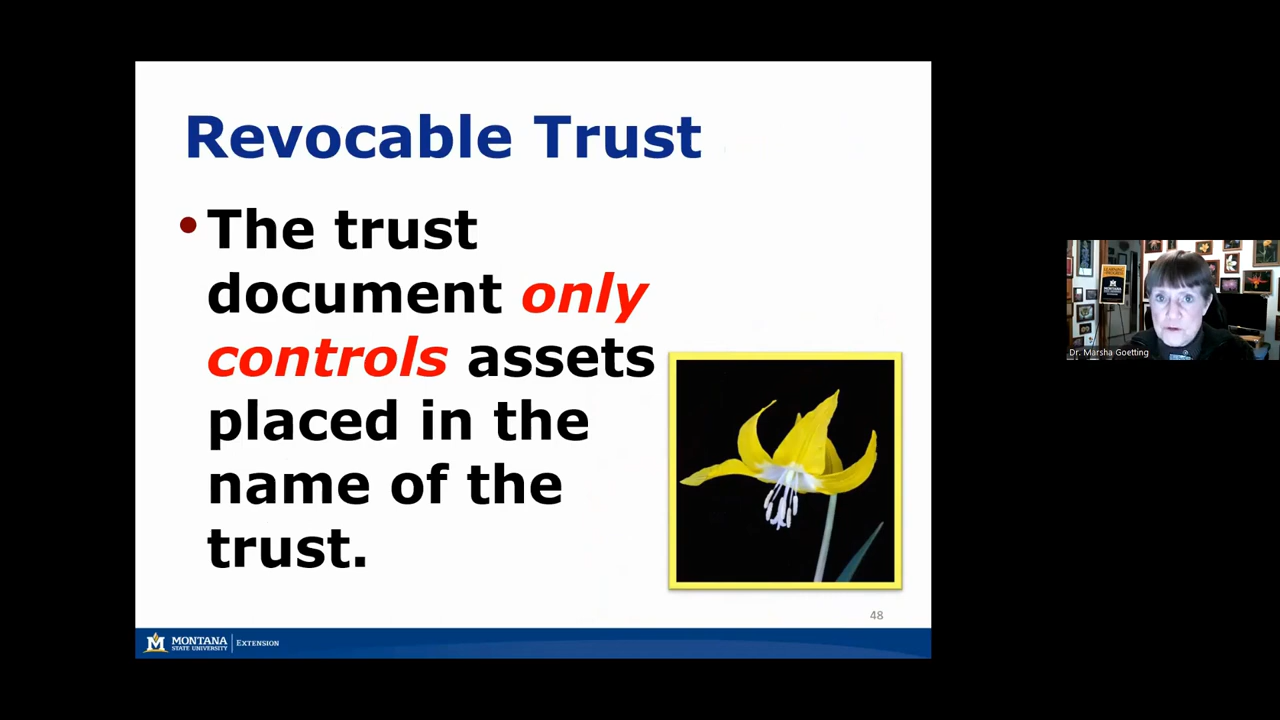 Revocable Trust
• The trust
document only
controls assets
placed in the
name of the
trust.
48
MONTANA
STATE UNIVERSITY
EXTENSION
Dr. Marsha Goetting